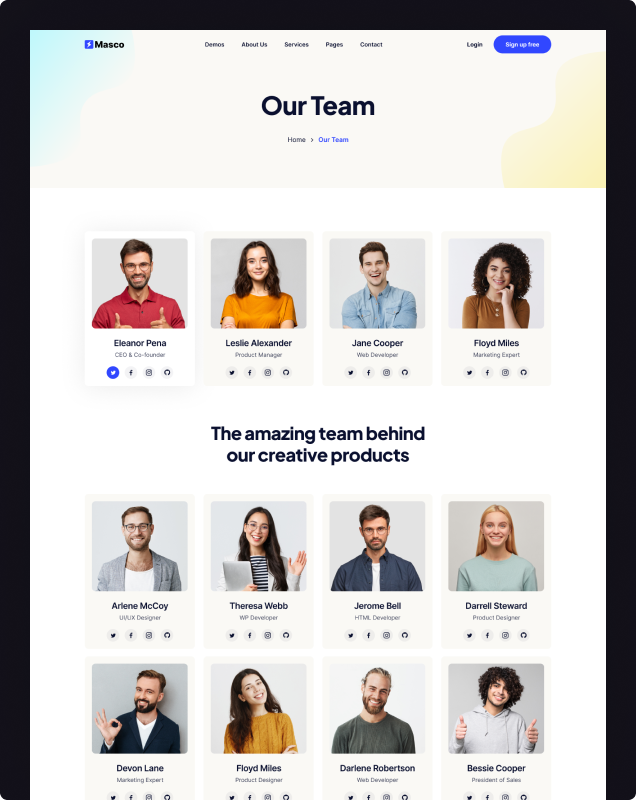 Masco
Demos About Us Services Pages Contact
Login Sign up free
Our Team
Home > Our Team
Eleanor Pena
CEO & Co-founder
Leslie Alexander
Product Manager
Jane Cooper
Web Developer
Floyd Miles
Marketing Expert
The amazing team behind
our creative products
Arlene McCoy
UI/UX Designer
Theresa Webb
WP Developer
Jerome Bell
HTML Developer
Darrell Steward
Product Designer
Devon Lane
Marketing Expert
Floyd Miles
Product Designer
Darlene Robertson
Web Developer
Bessie Cooper
President of Sales